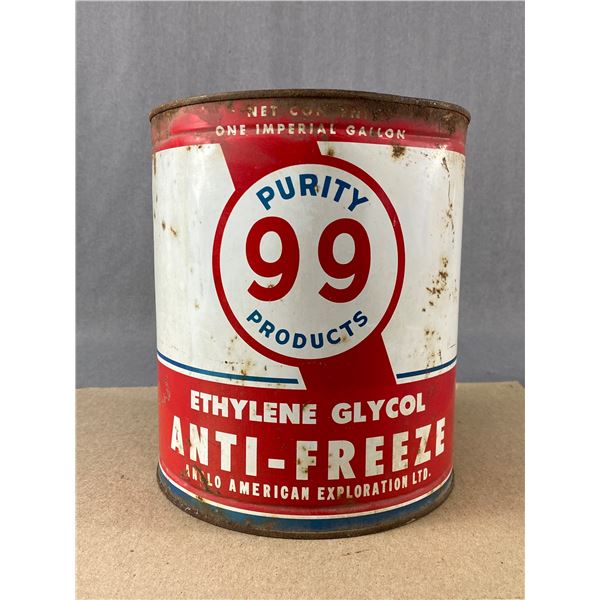 NET CONTENTS
ONE IMPERIAL GALLON
PURITY
99
PRODUCTS
ETHYLENE GLYCOL
ANTI-FREEZE
ANGLO AMERICAN EXPLORATION LTD.